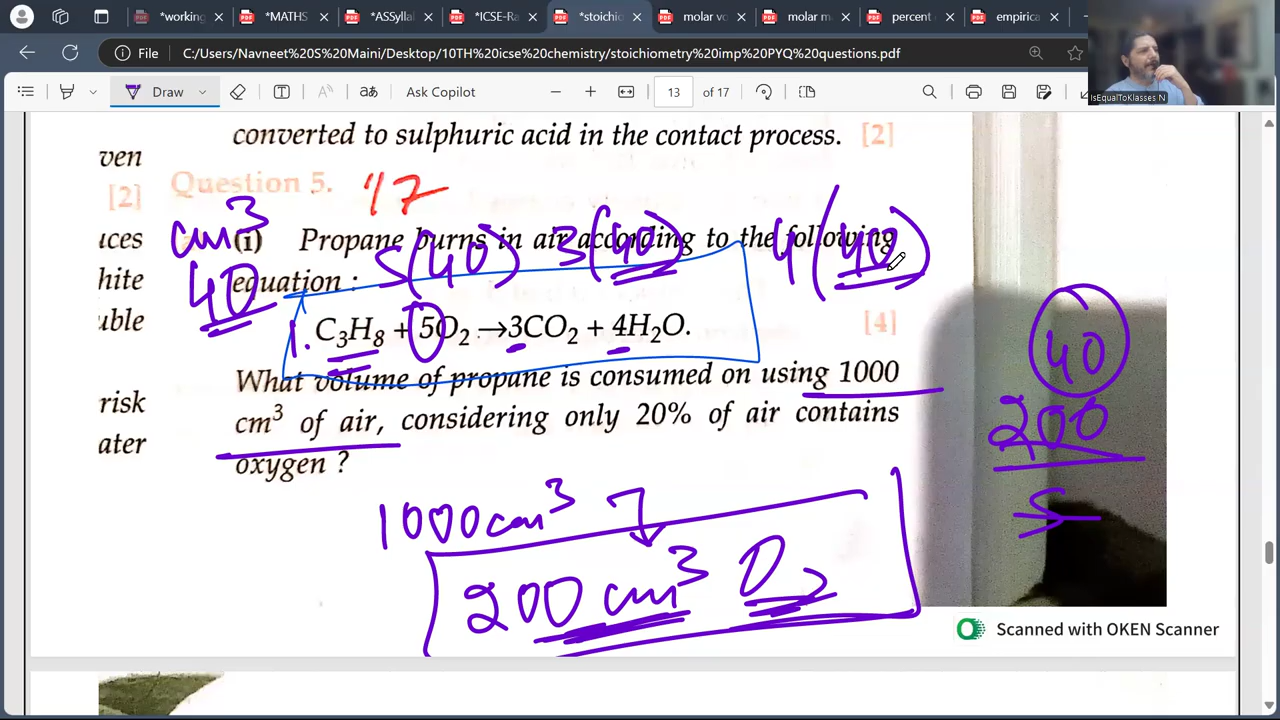 *working
*MATHS
*ASSyllal
*ICSE-Ra
*stoichio
molar vo
molar m
percent
empirica
File
C:/Users/Navneet%20S%20Maini/Desktop/10TH%20icse%20chemistry/stoichiometry%20imp%20PYQ%20questions.pdf
Draw
Ask Copilot
13 of 17
IsEqualToKlasses N
converted to sulphuric acid in the contact process. [2]
ven
[2]
Question 5. 17
uces
cm³
(i) Propane burns in air according to the following
5(40) 3(40) 4(40)
hite
40
equation :
uble
1. C₃H₈ + 5O₂ → 3CO₂ + 4H₂O. [4]
What volume of propane is consumed on using 1000
risk
cm³ of air, considering only 20% of air contains
ater
oxygen ?
40
200
5
1000cm³
200 cm³ O₂
Scanned with OKEN Scanner